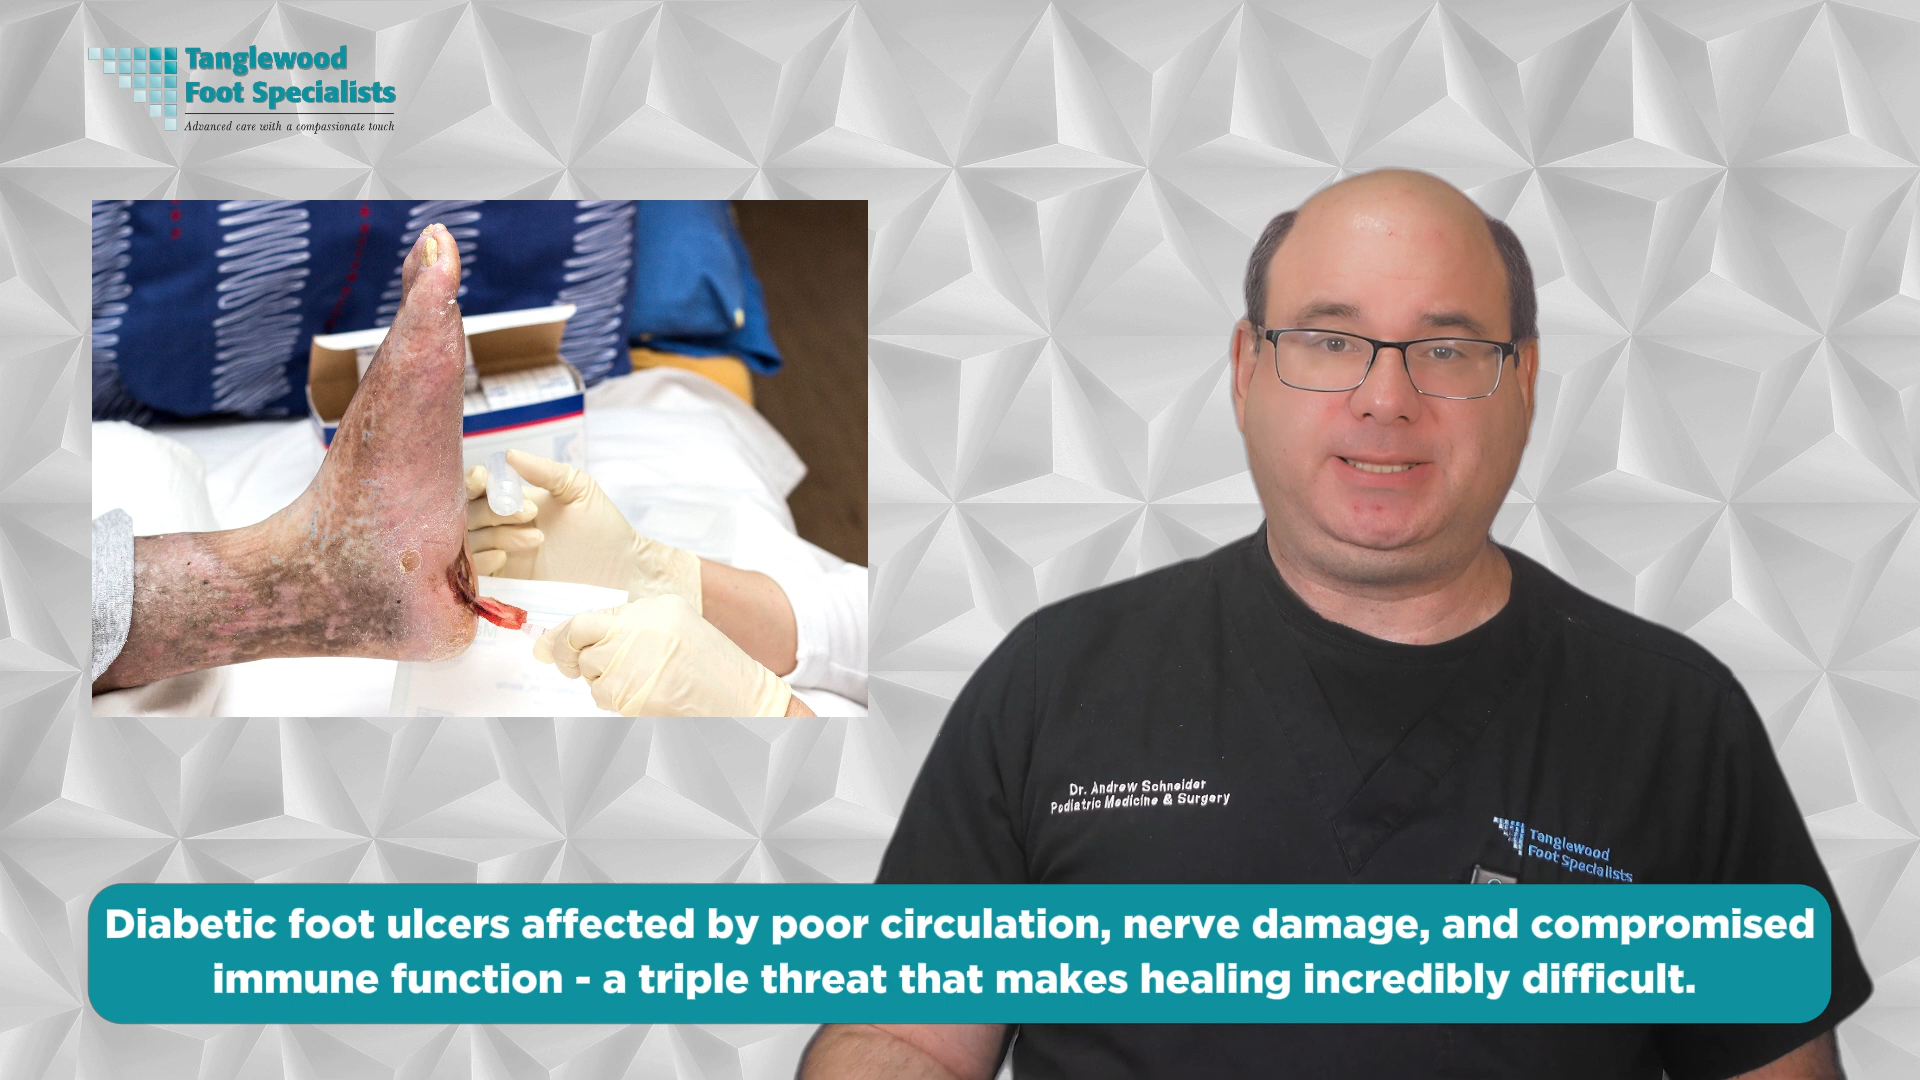 Tanglewood
Foot Specialists
Advanced care with a compassionate touch
Dr. Andrew Schneider
Podiatric Medicine & Surgery
Tanglewood
Foot Specialists
Diabetic foot ulcers affected by poor circulation, nerve damage, and compromised
immune function - a triple threat that makes healing incredibly difficult.